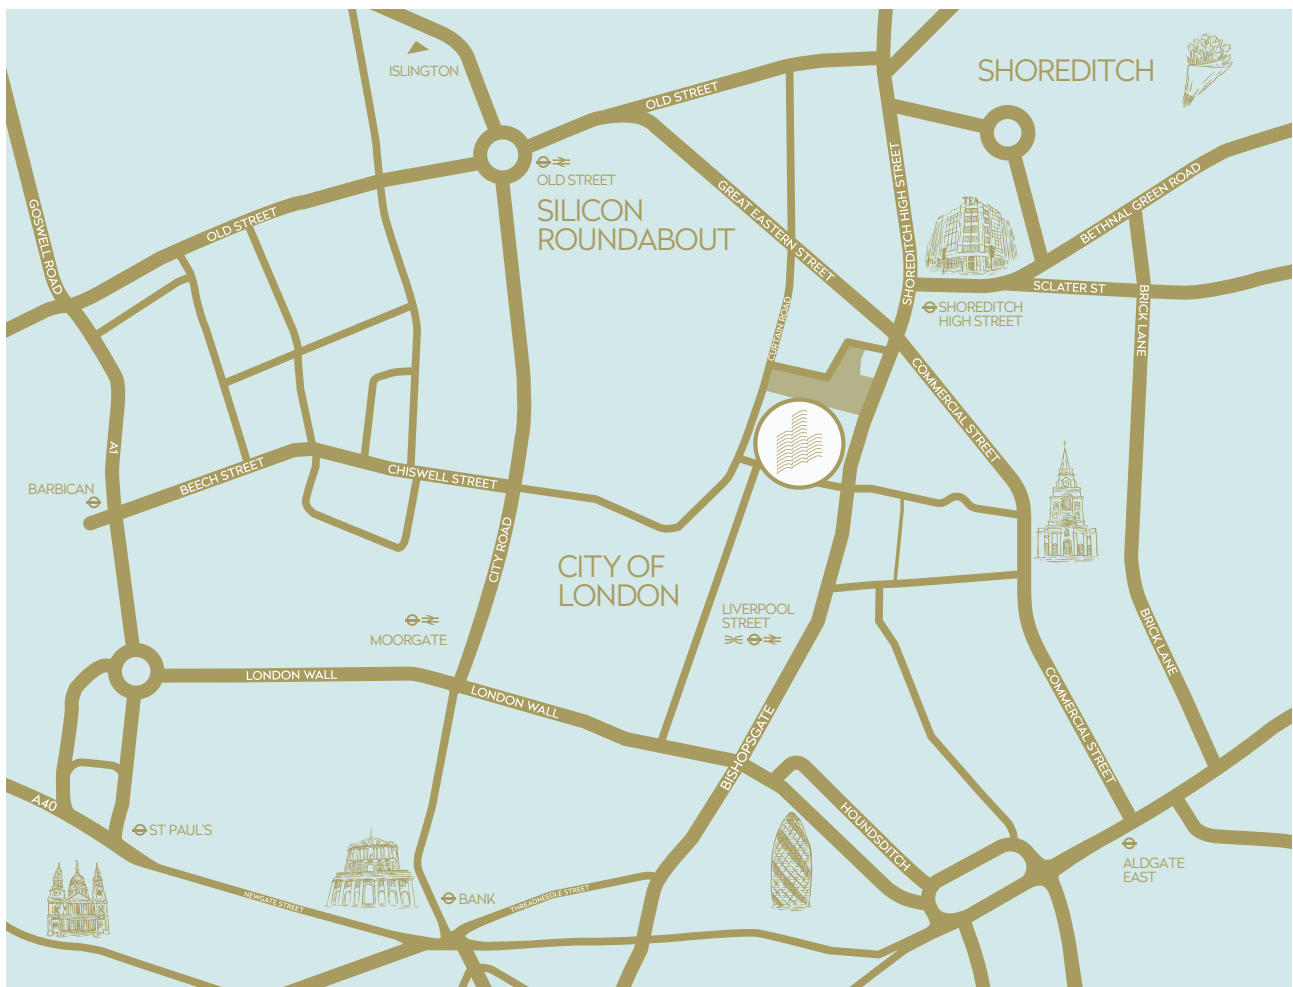 SHOREDITCH
ISLINGTON
OLD STREET
OLD STREET
SILICON
ROUNDABOUT
GOSWELL ROAD
OLD STREET
GREAT EASTERN STREET
SHOREDITCH HIGH STREET
TEA
BETHNAL GREEN ROAD
SCLATER ST
SHOREDITCH
HIGH STREET
BRICK LANE
CURTAIN ROAD
COMMERCIAL STREET
A1
BEECH STREET
CHISWELL STREET
BARBICAN
CITY ROAD
CITY OF
LONDON
LIVERPOOL
STREET
MOORGATE
BRICK LANE
LONDON WALL
LONDON WALL
COMMERCIAL STREET
BISHOPSGATE
A40
ST PAUL'S
HOUNDSDITCH
ALDGATE
EAST
NEWGATE STREET
BANK
THREADNEEDLE STREET